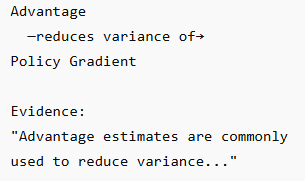 Advantage
—reduces variance of→
Policy Gradient
Evidence:
"Advantage estimates are commonly
used to reduce variance..."